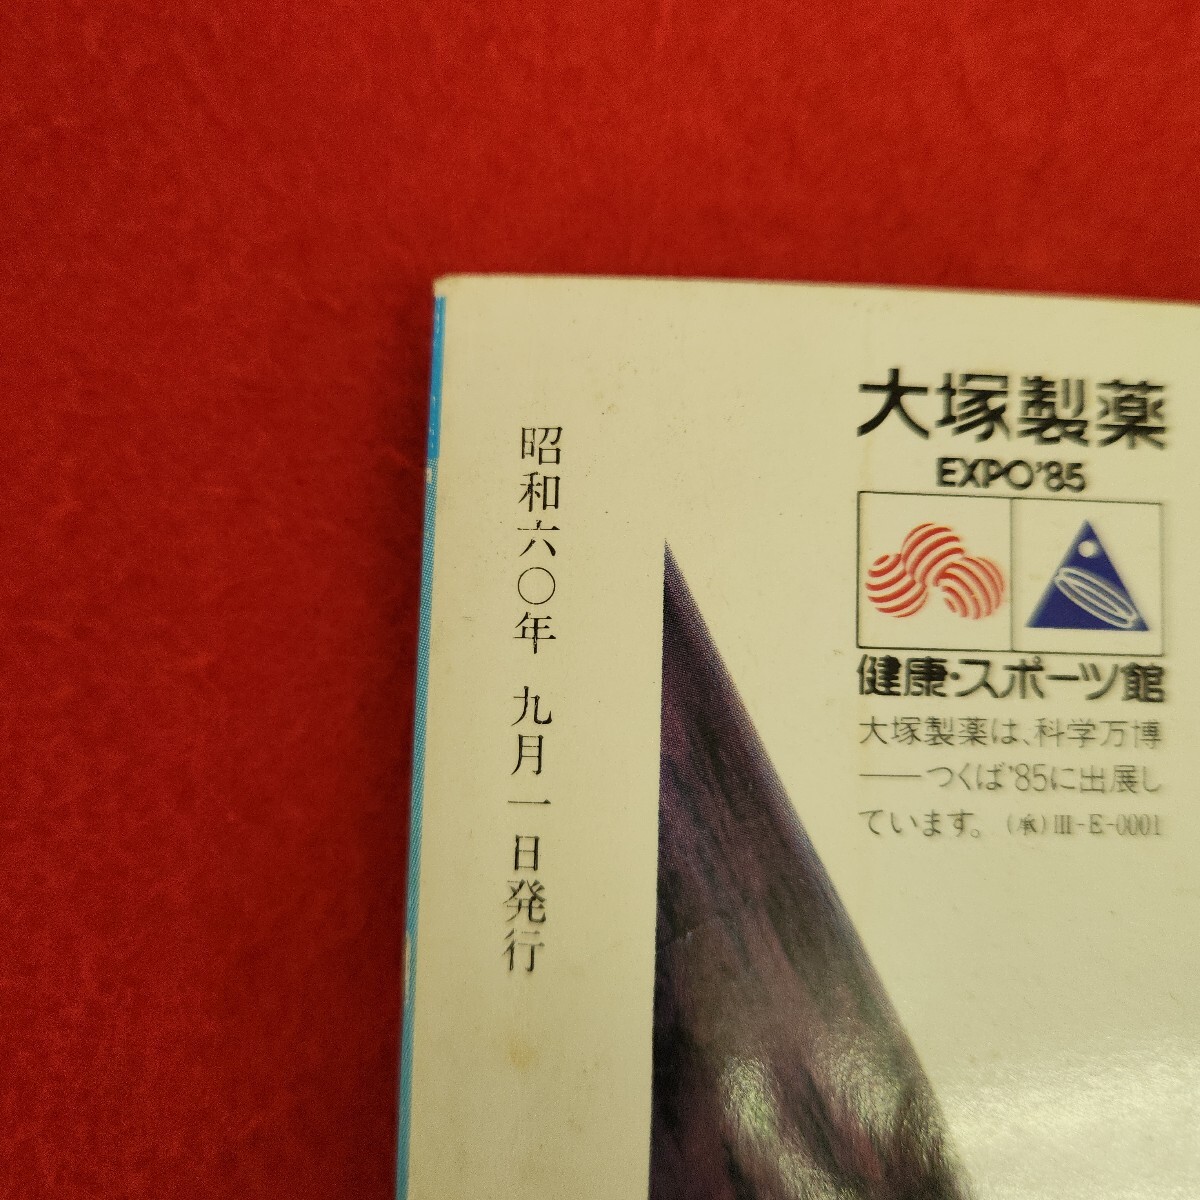 大塚製薬
EXPO'85
健康・スポーツ館
大塚製薬は、科学万博
——つくば'85に出展し
ています。(承)III-E-0001
昭和六〇年 九月一日発行